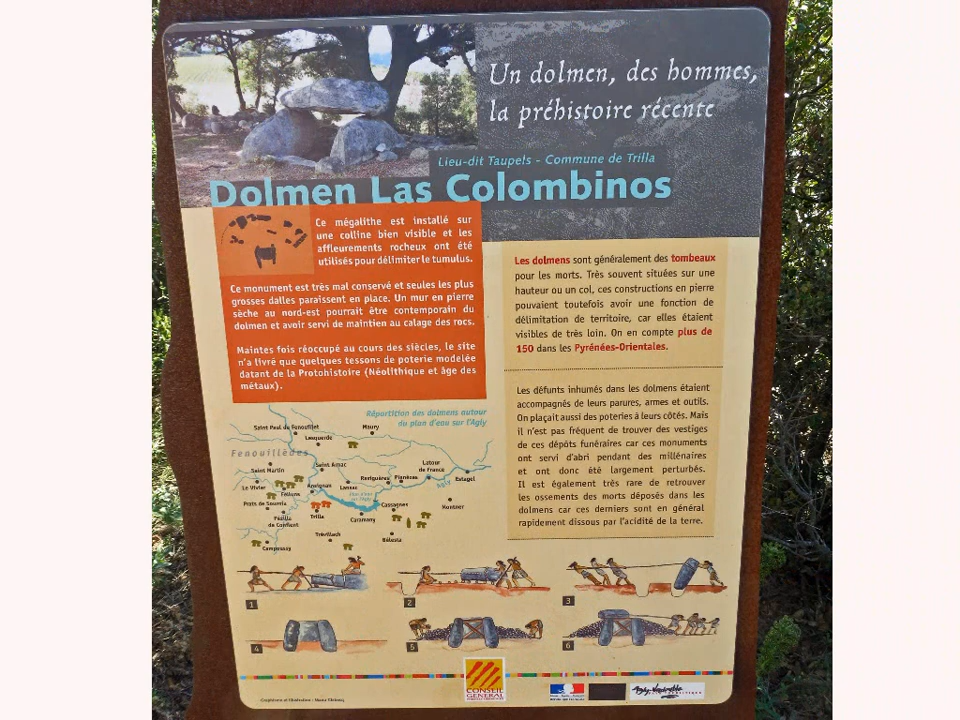 Un dolmen, des hommes,
la préhistoire récente
Lieu-dit Taupels - Commune de Trilla
Dolmen Las Colombinos
Ce mégalithe est installé sur
une colline bien visible et les
affleurements rocheux ont été
utilisés pour délimiter le tumulus.
Ce monument est très mal conservé et seules les plus
grosses dalles paraissent en place. Un mur en pierre
sèche au nord-est pourrait être contemporain du
dolmen et avoir servi de maintien au calage des rocs.
Maintes fois réoccupé au cours des siècles, le site
n'a livré que quelques tessons de poterie modelée
datant de la Protohistoire (Néolithique et âge des
métaux).
Les dolmens sont généralement des tombeaux
pour les morts. Très souvent situées sur une
hauteur ou un col, ces constructions en pierre
pouvaient toutefois avoir une fonction de
délimitation de territoire, car elles étaient
visibles de très loin. On en compte plus de
150 dans les Pyrénées-Orientales.
Les défunts inhumés dans les dolmens étaient
accompagnés de leurs parures, armes et outils.
On plaçait aussi des poteries à leurs côtés. Mais
il n'est pas fréquent de trouver des vestiges
de ces dépôts funéraires car ces monuments
ont servi d'abri pendant des millénaires
et ont donc été largement perturbés.
Il est également très rare de retrouver
les ossements des morts déposés dans les
dolmen car ces derniers sont en général
rapidement dissous par l'acidité de la terre.
Répartition des dolmens autour
du plan d'eau sur l'Agly
Saint Paul de Fenouillet
Maury
Lesquerde
Fenouillèdes
Saint Martin
Saint Arnac
Latour
de France
Le Vivier
Ansignan
Lansac
Rasiguères
Planèzes
Estagel
Felluns
Agly
Prats de Sournia
Trilla
Cassagnes
Montner
Pézilla
de Conflent
Caramany
Trévillach
Bélesta
Campoussy
1
2
3
4
5
6
CONSEIL
GENERAL